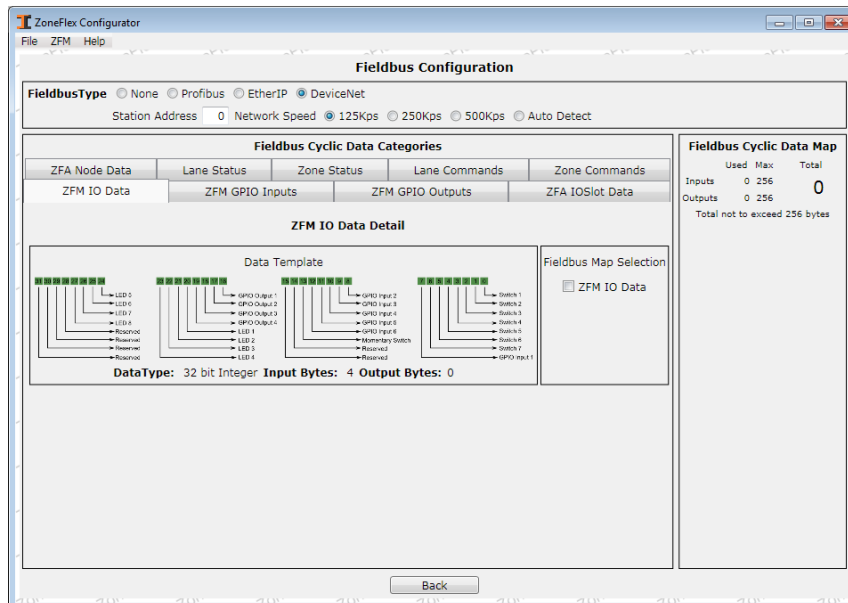 ZoneFlex Configurator
File ZFM Help
Fieldbus Configuration
FieldbusType None Profibus EtherIP DeviceNet
Station Address 0 Network Speed 125Kps 250Kps 500Kps Auto Detect
Fieldbus Cyclic Data Categories
ZFA Node Data Lane Status Zone Status Lane Commands Zone Commands
ZFM IO Data ZFM GPIO Inputs ZFM GPIO Outputs ZFA IOSlot Data
ZFM IO Data Detail
Data Template
LED 5
LED 6
LED 7
LED 8
Reserved
Reserved
Reserved
Reserved
GPIO Output 1
GPIO Output 2
GPIO Output 3
GPIO Output 4
LED 1
LED 2
LED 3
LED 4
GPIO Input 2
GPIO Input 3
GPIO Input 4
GPIO Input 5
GPIO Input 6
Momentary Switch
Reserved
Reserved
Switch 1
Switch 2
Switch 3
Switch 4
Switch 5
Switch 6
Switch 7
GPIO Input 1
DataType: 32 bit Integer Input Bytes: 4 Output Bytes: 0
Fieldbus Map Selection
ZFM IO Data
Fieldbus Cyclic Data Map
Used Max Total
Inputs 0 256 0
Outputs 0 256
Total not to exceed 256 bytes
Back